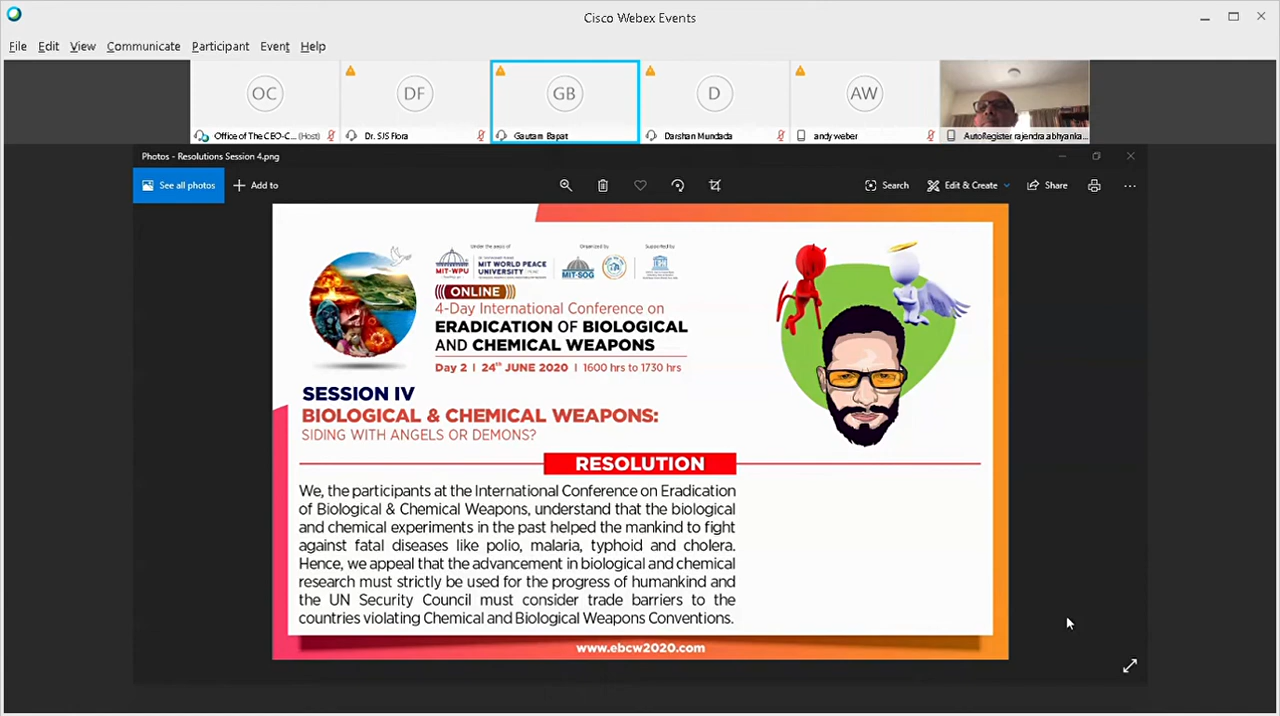 Cisco Webex Events
File Edit View Communicate Participant Event Help
OC DF GB D AW
Office of The CEO-C... (Host) Dr. SJS Flora Gautam Bapat Darshan Mundada andy weber AutoRegister rajendra.abhyanka...
Photos - Resolutions Session 4.png
See all photos Add to Search Edit & Create Share
Under the aegis of Organized by Supported by
MIT-WPU MIT WORLD PEACE UNIVERSITY MIT-SOG
ONLINE
4-Day International Conference on
ERADICATION OF BIOLOGICAL
AND CHEMICAL WEAPONS
Day 2 | 24th JUNE 2020 | 1600 hrs to 1730 hrs
SESSION IV
BIOLOGICAL & CHEMICAL WEAPONS:
SIDING WITH ANGELS OR DEMONS?
RESOLUTION
We, the participants at the International Conference on Eradication
of Biological & Chemical Weapons, understand that the biological
and chemical experiments in the past helped the mankind to fight
against fatal diseases like polio, malaria, typhoid and cholera.
Hence, we appeal that the advancement in biological and chemical
research must strictly be used for the progress of humankind and
the UN Security Council must consider trade barriers to the
countries violating Chemical and Biological Weapons Conventions.
www.ebcw2020.com